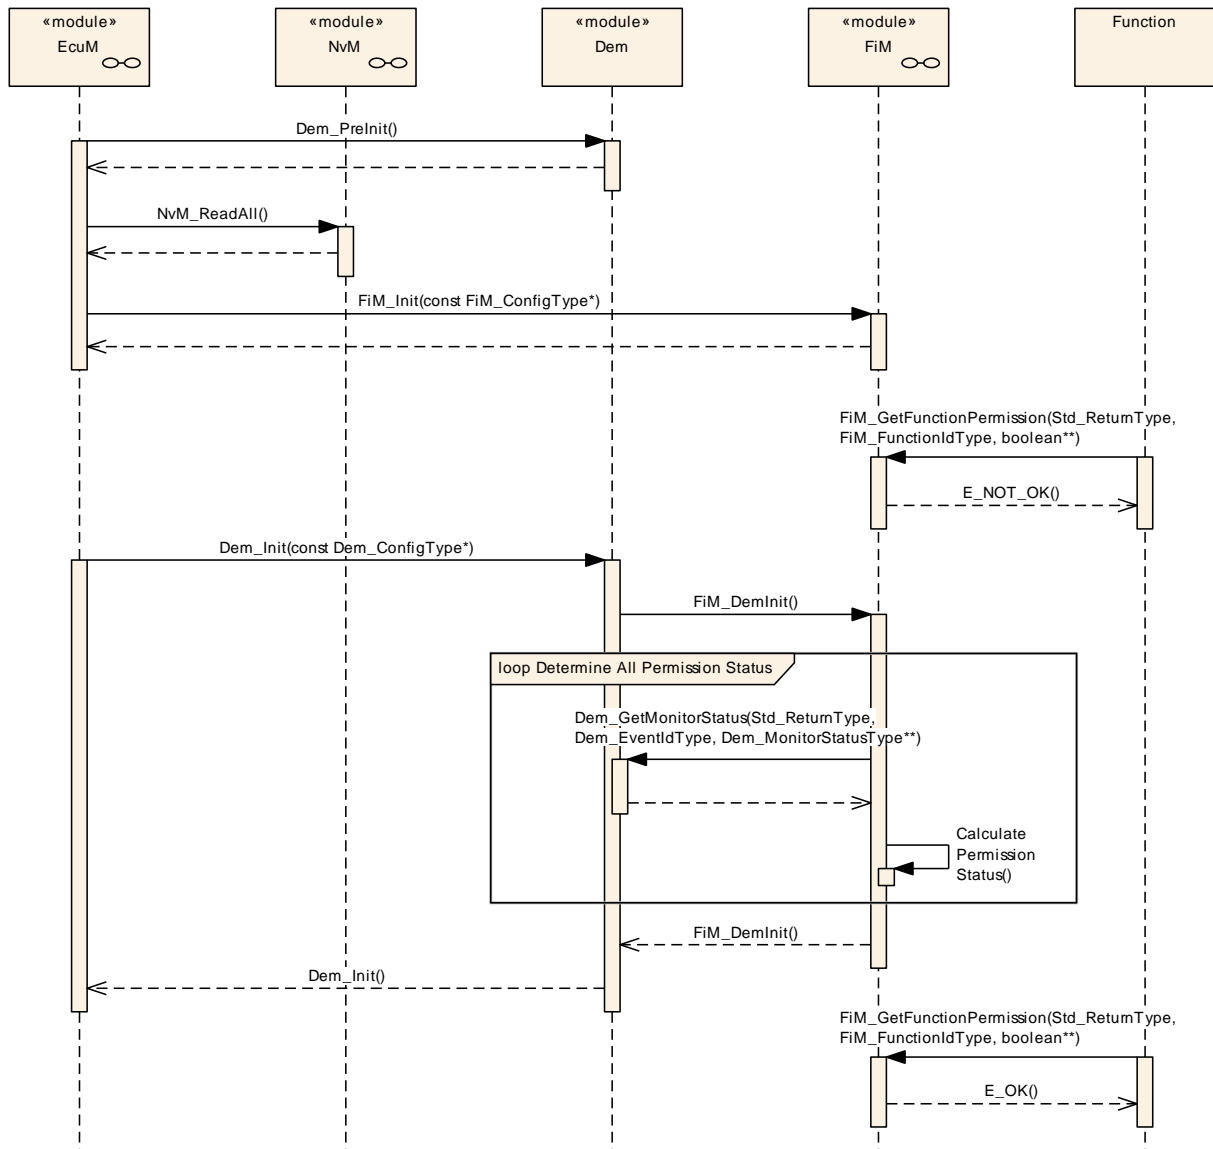 «module»
EcuM
«module»
NvM
«module»
Dem
«module»
FiM
Function
Dem_PreInit()
NvM_ReadAll()
FiM_Init(const FiM_ConfigType*)
FiM_GetFunctionPermission(Std_ReturnType,
FiM_FunctionIdType, boolean**)
E_NOT_OK()
Dem_Init(const Dem_ConfigType*)
FiM_DemInit()
loop Determine All Permission Status
Dem_GetMonitorStatus(Std_ReturnType,
Dem_EventIdType, Dem_MonitorStatusType**)
Calculate
Permission
Status()
FiM_DemInit()
Dem_Init()
FiM_GetFunctionPermission(Std_ReturnType,
FiM_FunctionIdType, boolean**)
E_OK()